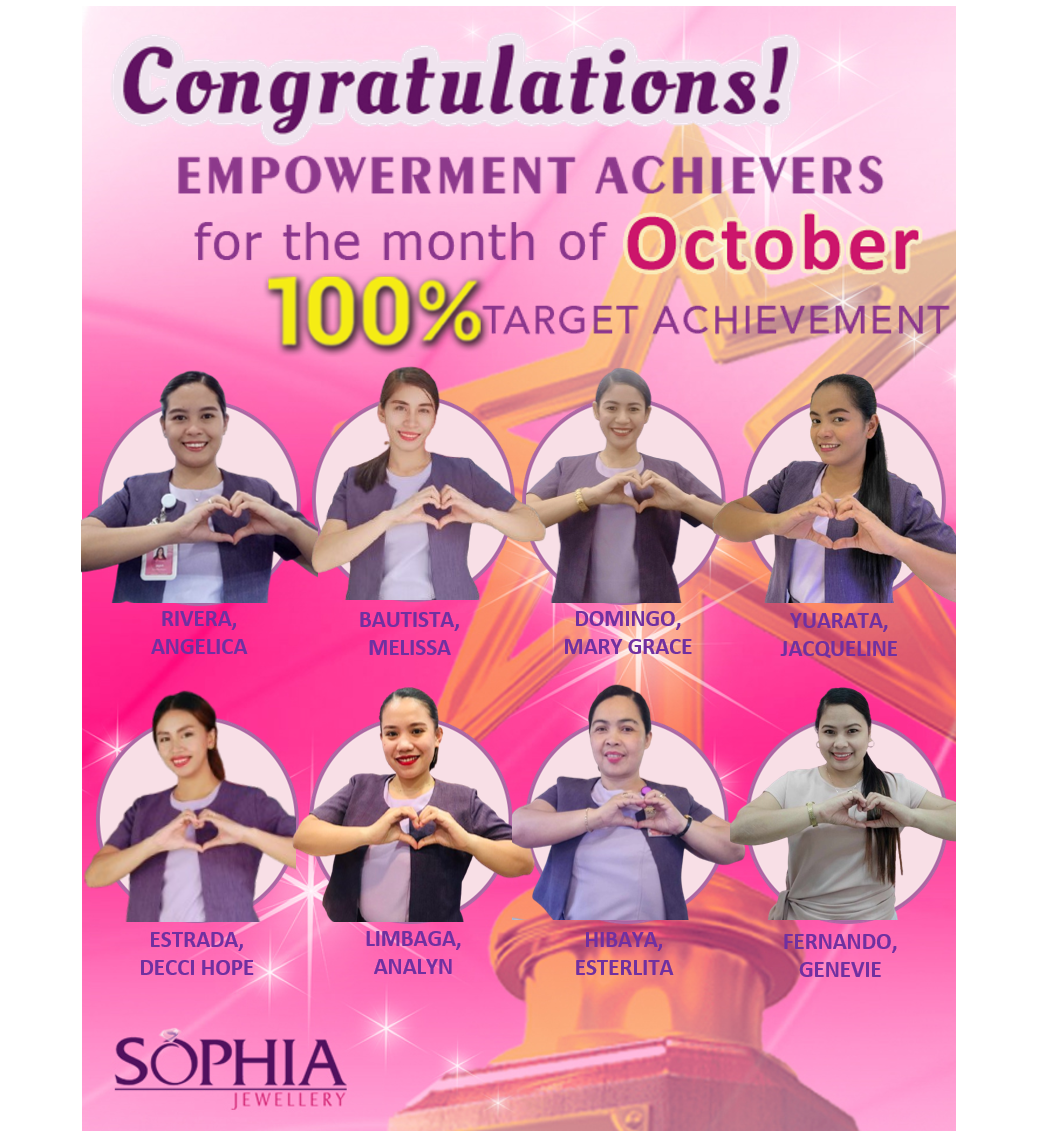 Congratulations!
EMPOWERMENT ACHIEVERS
for the month of October
100% TARGET ACHIEVEMENT
RIVERA,
ANGELICA
BAUTISTA,
MELISSA
DOMINGO,
MARY GRACE
YUARATA,
JACQUELINE
ESTRADA,
DECCI HOPE
LIMBAGA,
ANALYN
HIBAYA,
ESTERLITA
FERNANDO,
GENEVIE
SOPHIA
JEWELLERY